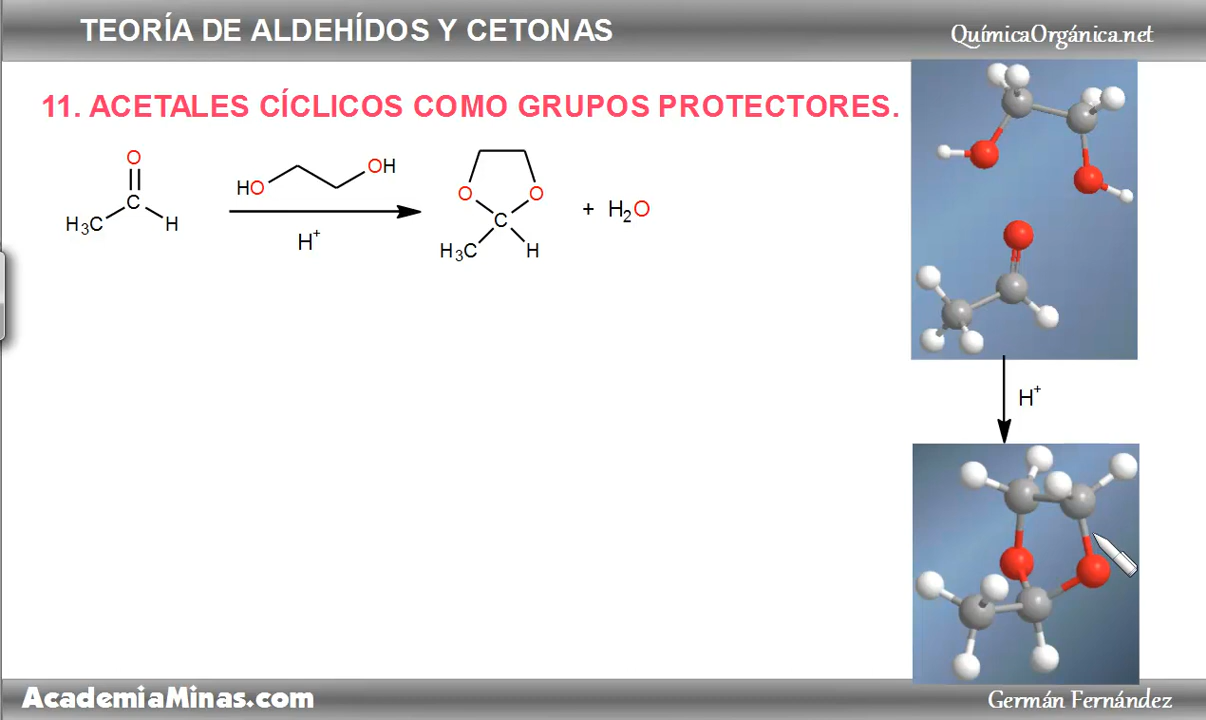 TEORÍA DE ALDEHÍDOS Y CETONAS
QuímicaOrgánica.net
11. ACETALES CÍCLICOS COMO GRUPOS PROTECTORES.
O
C
H3C
H
HO
OH
H+
O
O
C
H3C
H
+ H2O
H+
AcademiaMinas.com
Germán Fernández